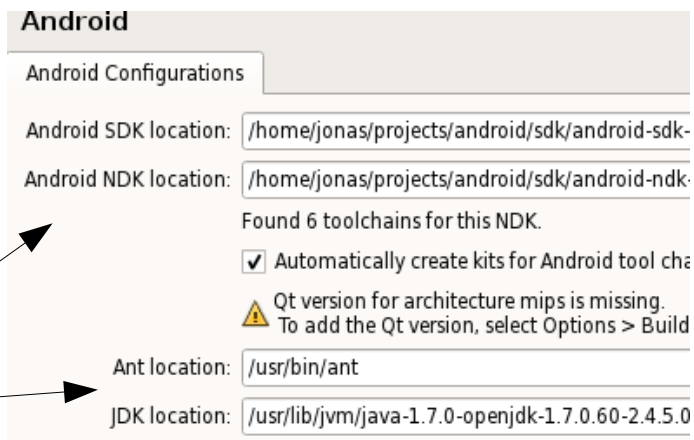 Android
Android Configurations
Android SDK location: /home/jonas/projects/android/sdk/android-sdk-
Android NDK location: /home/jonas/projects/android/sdk/android-ndk-
Found 6 toolchains for this NDK.
Automatically create kits for Android tool cha
Qt version for architecture mips is missing.
To add the Qt version, select Options > Build
Ant location: /usr/bin/ant
JDK location: /usr/lib/jvm/java-1.7.0-openjdk-1.7.0.60-2.4.5.0